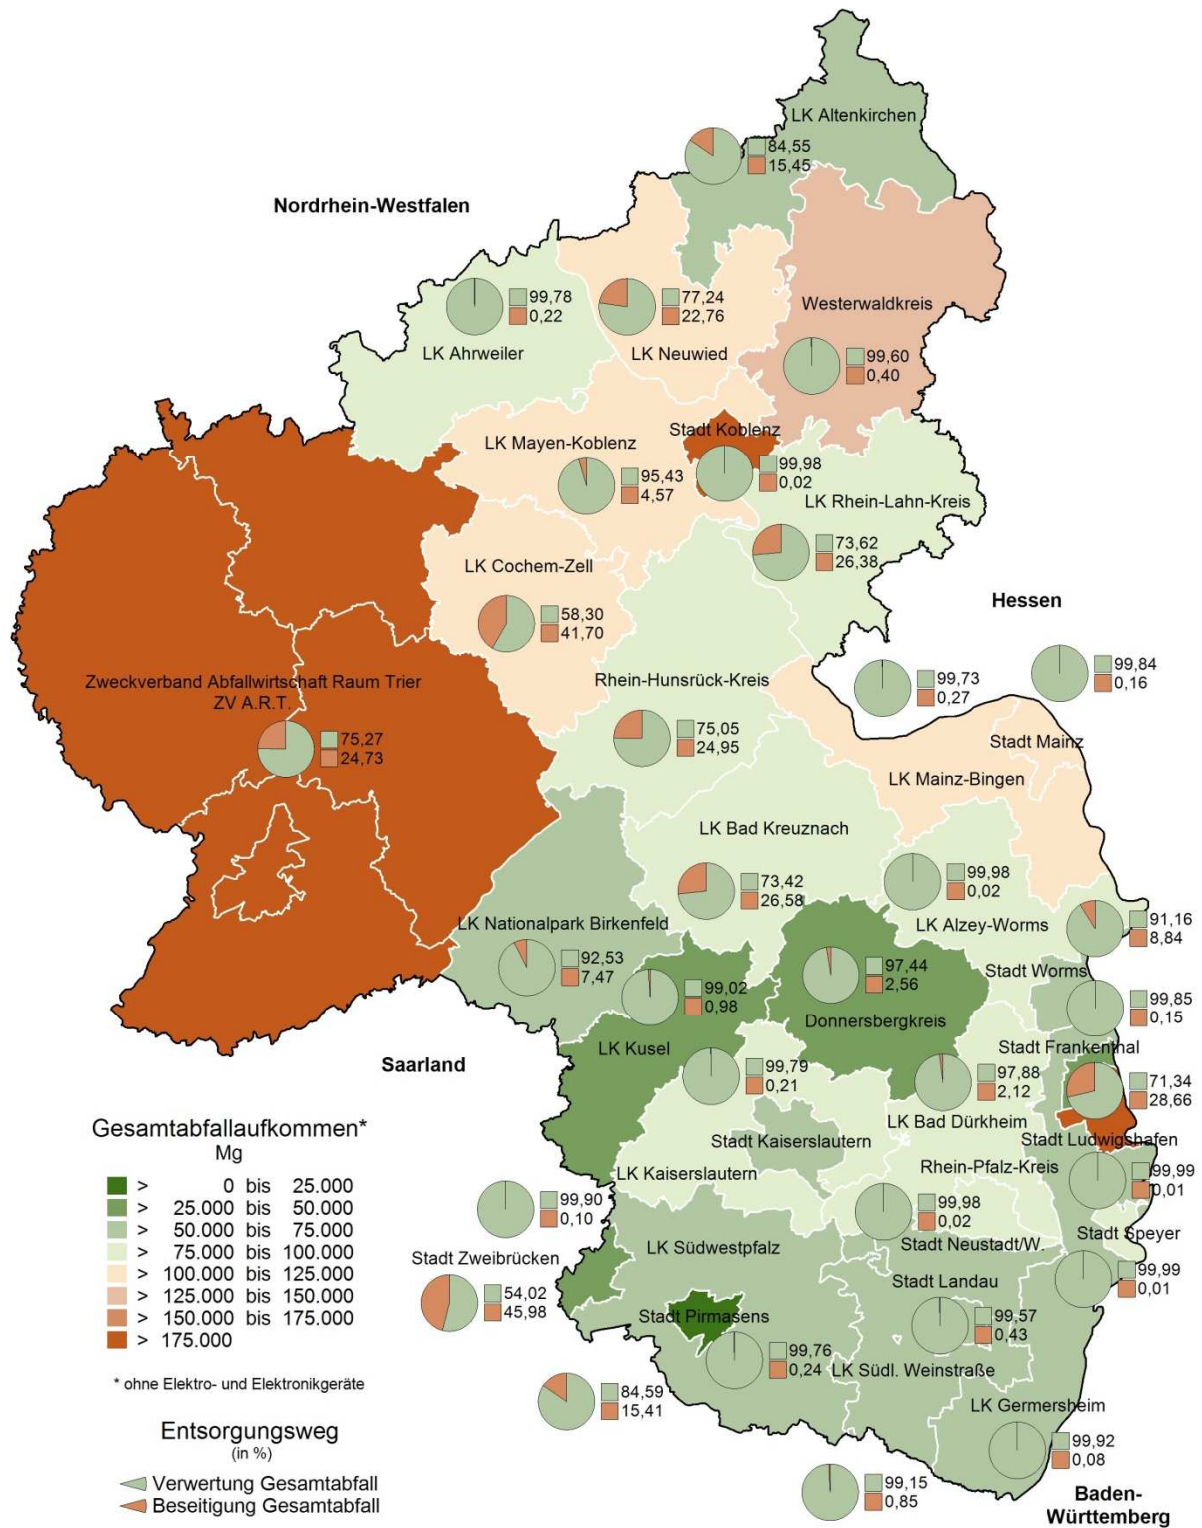 LK Altenkirchen
84,55
15,45
Nordrhein-Westfalen
99,78
0,22
LK Ahrweiler
77,24
22,76
LK Neuwied
Westerwaldkreis
99,60
0,40
LK Mayen-Koblenz
95,43
4,57
Stadt Koblenz
99,98
0,02
LK Rhein-Lahn-Kreis
73,62
26,38
LK Cochem-Zell
58,30
41,70
Hessen
99,73
0,27
99,84
0,16
Zweckverband Abfallwirtschaft Raum Trier
ZV A.R.T.
75,27
24,73
Rhein-Hunsrück-Kreis
75,05
24,95
Stadt Mainz
LK Mainz-Bingen
LK Bad Kreuznach
73,42
26,58
99,98
0,02
LK Alzey-Worms
91,16
8,84
LK Nationalpark Birkenfeld
92,53
7,47
99,02
0,98
LK Kusel
97,44
2,56
Donnersbergkreis
Stadt Worms
99,85
0,15
Saarland
99,79
0,21
Stadt Kaiserslautern
LK Kaiserslautern
97,88
2,12
LK Bad Dürkheim
Stadt Frankenthal
71,34
28,66
Stadt Ludwigshafen
Rhein-Pfalz-Kreis
99,99
0,01
99,90
0,10
99,98
0,02
Stadt Neustadt/W.
Stadt Speyer
99,99
0,01
Stadt Zweibrücken
54,02
45,98
LK Südwestpfalz
Stadt Landau
99,57
0,43
Stadt Pirmasens
99,76
0,24
LK Südl. Weinstraße
84,59
15,41
LK Germersheim
99,92
0,08
99,15
0,85
Baden-
Württemberg
Gesamtabfallaufkommen*
Mg
> 0 bis 25.000
> 25.000 bis 50.000
> 50.000 bis 75.000
> 75.000 bis 100.000
> 100.000 bis 125.000
> 125.000 bis 150.000
> 150.000 bis 175.000
> 175.000
* ohne Elektro- und Elektronikgeräte
Entsorgungsweg
(in %)
Verwertung Gesamtabfall
Beseitigung Gesamtabfall